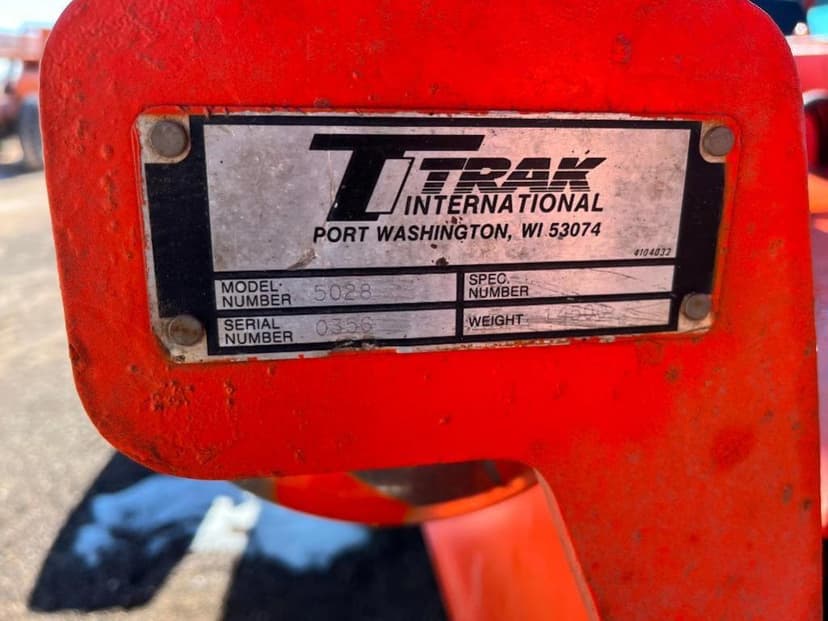 TRAK
INTERNATIONAL
PORT WASHINGTON, WI 53074
4104033
MODEL NUMBER 5028
SPEC. NUMBER
SERIAL NUMBER 0356
WEIGHT